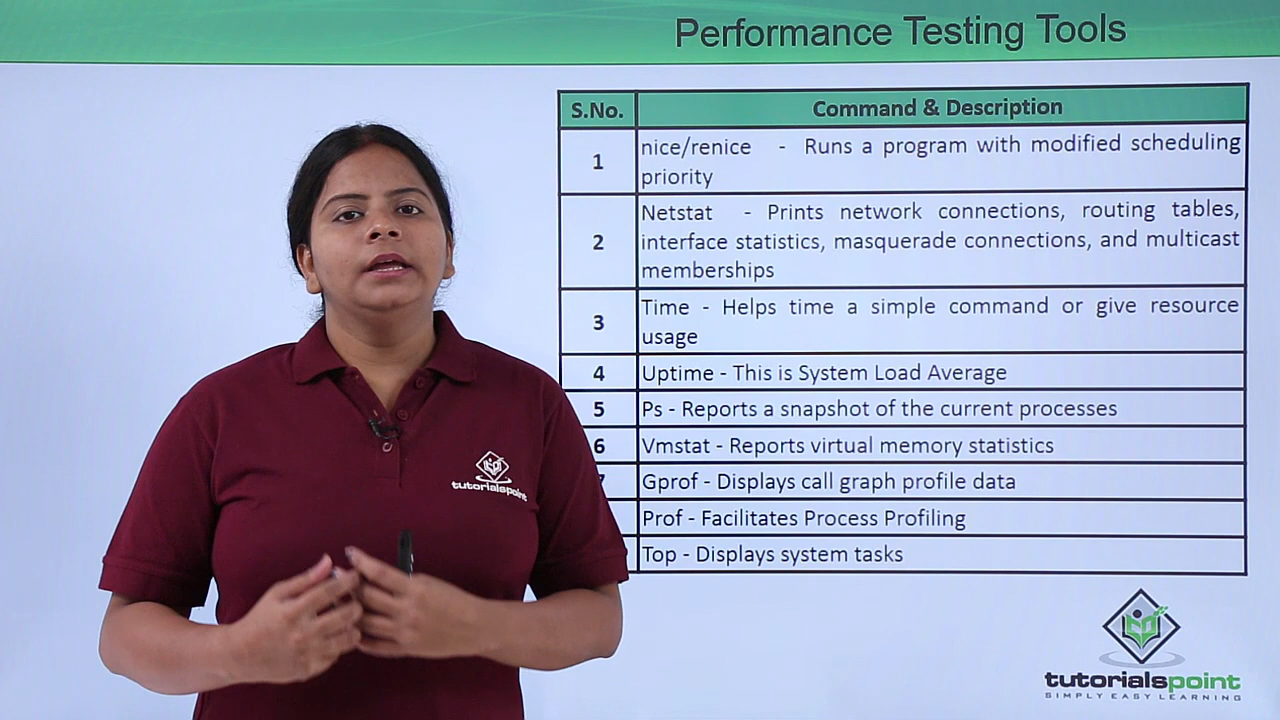 Performance Testing Tools
S.No.
Command & Description
1
nice/renice - Runs a program with modified scheduling
priority
2
Netstat - Prints network connections, routing tables,
interface statistics, masquerade connections, and multicast
memberships
3
Time - Helps time a simple command or give resource
usage
4
Uptime - This is System Load Average
5
Ps - Reports a snapshot of the current processes
6
Vmstat - Reports virtual memory statistics
Gprof - Displays call graph profile data
Prof - Facilitates Process Profiling
Top - Displays system tasks
tutorialspoint
tutorialspoint
SIMPLY EASY LEARNING